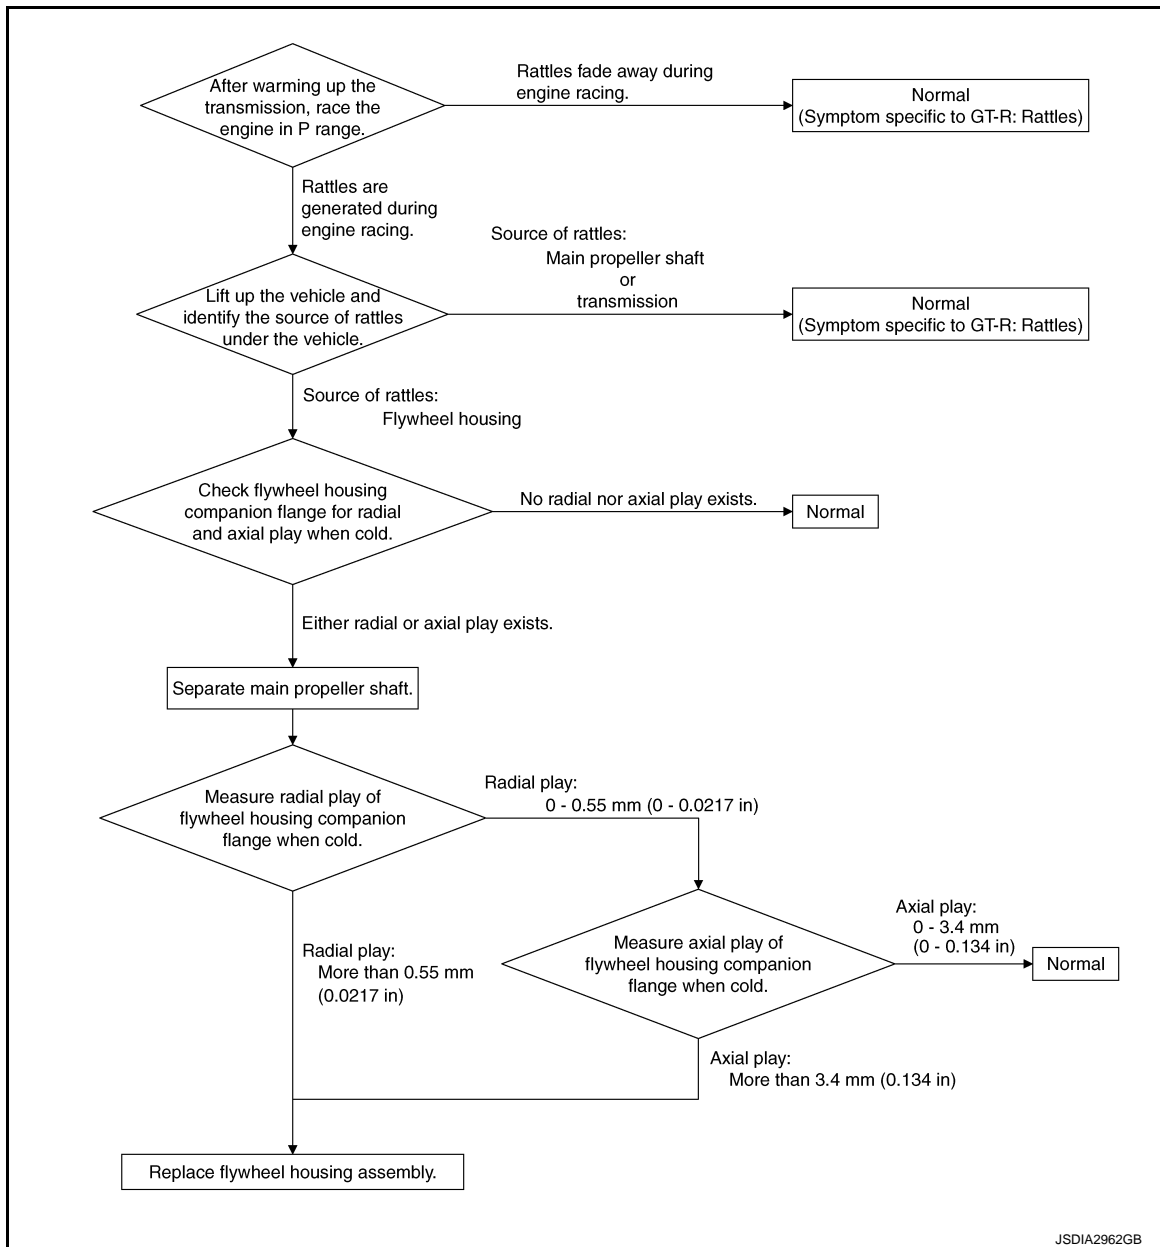 After warming up the
transmission, race the
engine in P range.
Rattles fade away during
engine racing.
Normal
(Symptom specific to GT-R: Rattles)
Rattles are
generated during
engine racing.
Source of rattles:
Main propeller shaft
or
transmission
Lift up the vehicle and
identify the source of rattles
under the vehicle.
Normal
(Symptom specific to GT-R: Rattles)
Source of rattles:
Flywheel housing
Check flywheel housing
companion flange for radial
and axial play when cold.
No radial nor axial play exists.
Normal
Either radial or axial play exists.
Separate main propeller shaft.
Measure radial play of
flywheel housing companion
flange when cold.
Radial play:
0 - 0.55 mm (0 - 0.0217 in)
Radial play:
More than 0.55 mm
(0.0217 in)
Measure axial play of
flywheel housing companion
flange when cold.
Axial play:
0 - 3.4 mm
(0 - 0.134 in)
Normal
Axial play:
More than 3.4 mm (0.134 in)
Replace flywheel housing assembly.
JSDIA2962GB